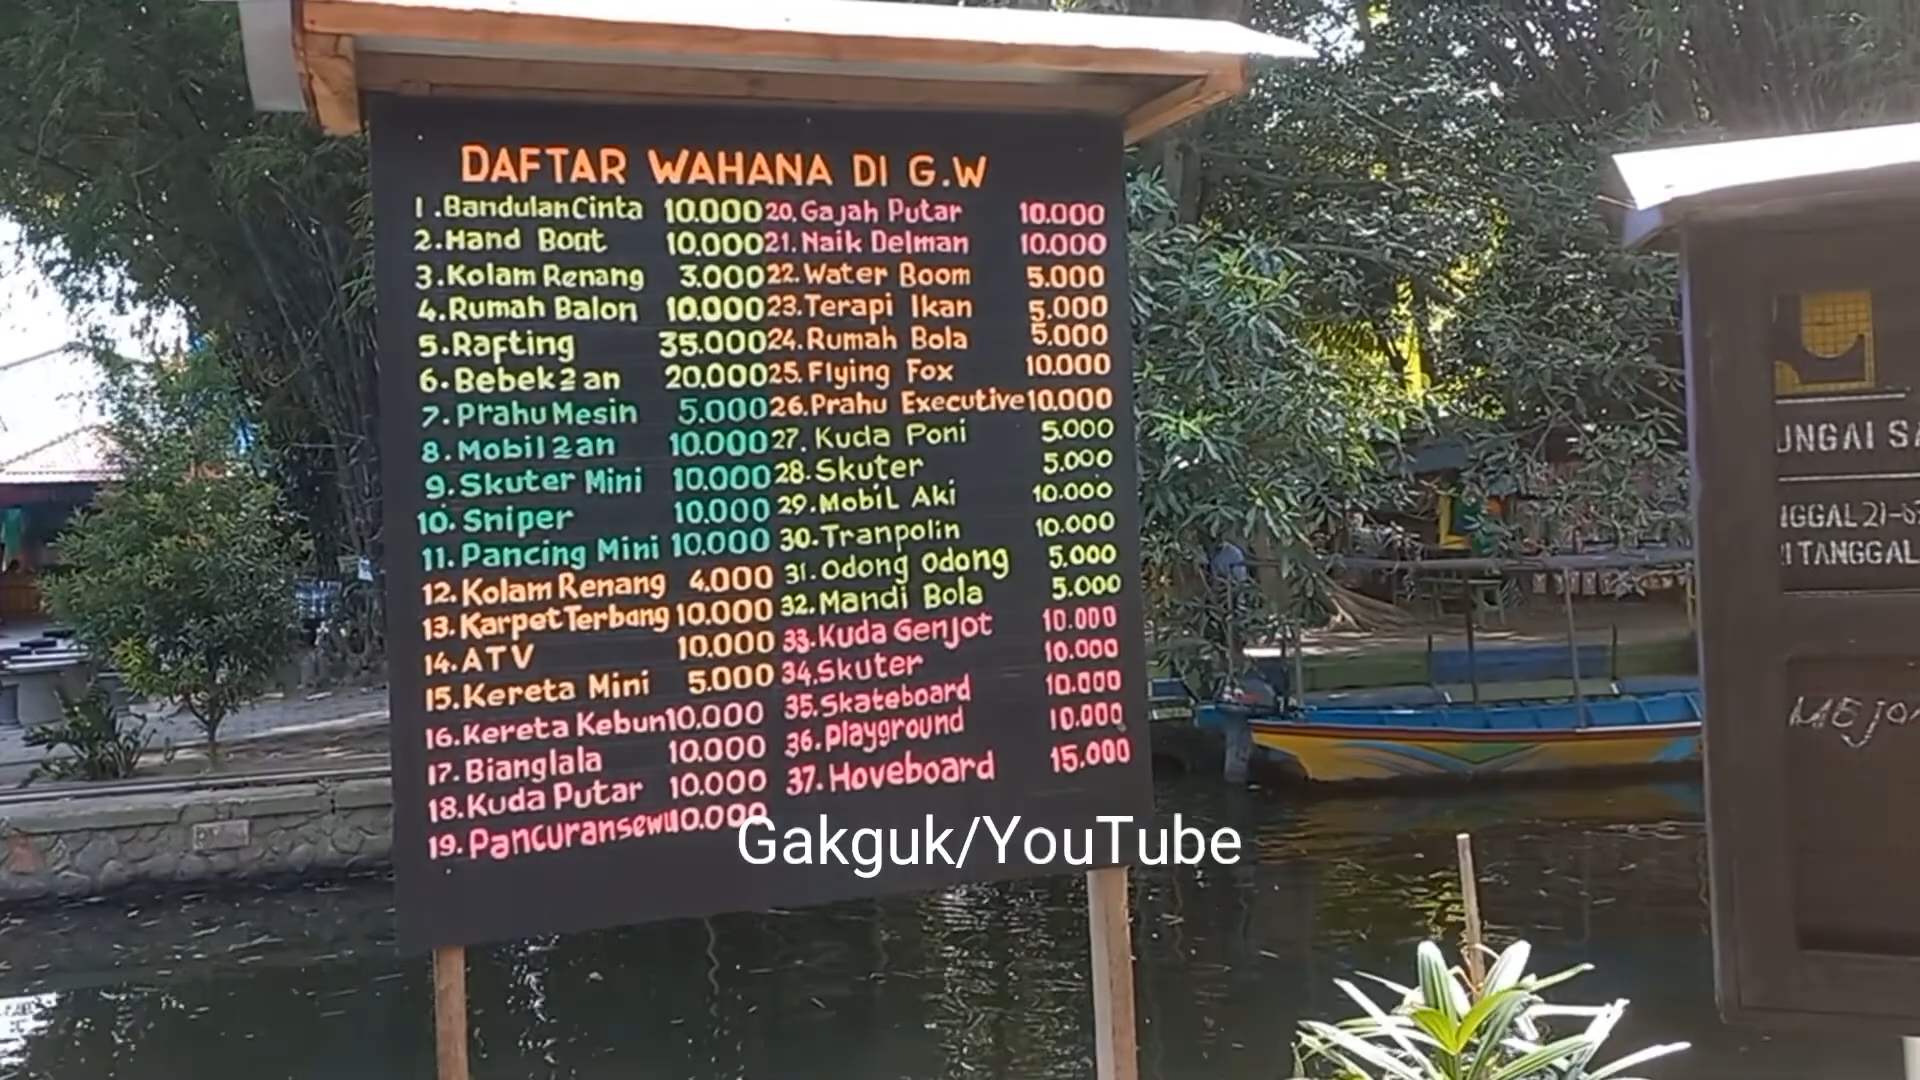 DAFTAR WAHANA DI G.W
1.Bandulan Cinta 10.000
2.Hand Boat 10.000
3.Kolam Renang 3.000
4.Rumah Balon 10.000
5.Rafting 35.000
6.Bebek2an 20.000
7.Prahu Mesin 5.000
8.Mobil2an 10.000
9.Skuter Mini 10.000
10.Sniper 10.000
11.Pancing Mini 10.000
12.Kolam Renang 4.000
13.Karpet Terbang 10.000
14.ATV 10.000
15.Kereta Mini 5.000
16.Kereta Kebun 10.000
17.Bianglala 10.000
18.Kuda Putar 10.000
19.Pancuransewu 10.000
20.Gajah Putar 10.000
21.Naik Delman 10.000
22.Water Boom 5.000
23.Terapi Ikan 5.000
24.Rumah Bola 5.000
25.Flying Fox 10.000
26.Prahu Executive 10.000
27.Kuda Poni 5.000
28.Skuter 5.000
29.Mobil Aki 10.000
30.Tranpolin 10.000
31.Odong odong 5.000
32.Mandi Bola 5.000
33.Kuda Genjot 10.000
34.Skuter 10.000
35.Skateboard 10.000
36.Playground 10.000
37.Hoveboard 15.000
Gakguk/YouTube
UNGAI SA
NGGAL 21-6
I TANGGAL
MEJO